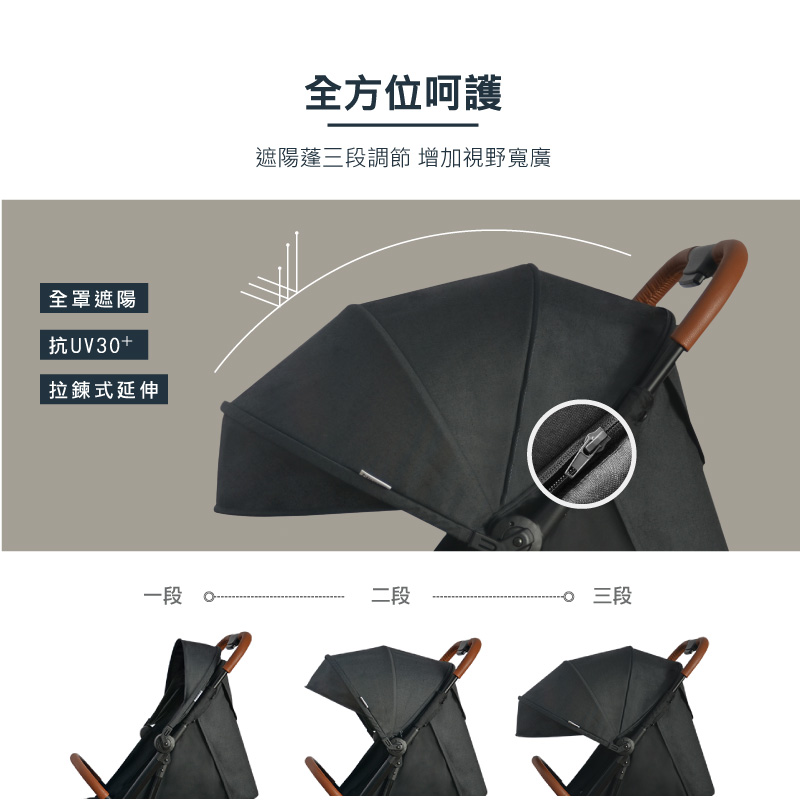 全方位呵護
遮陽蓬三段調節 增加視野寬廣
全罩遮陽
抗UV30+
拉鍊式延伸
一段
二段
三段